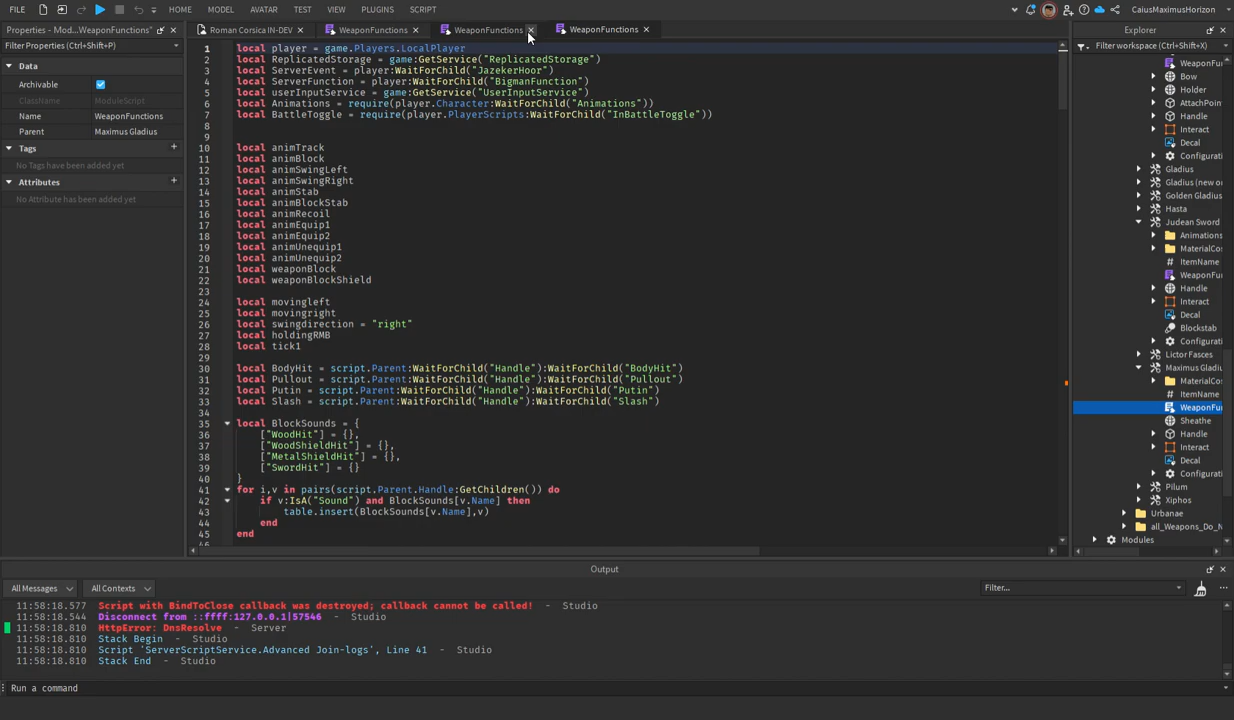 FILE HOME MODEL AVATAR TEST VIEW PLUGINS SCRIPT CaiusMaximusHorizon
Properties - Mod...WeaponFunctions"
Filter Properties (Ctrl+Shift+P)
Data
Archivable
ClassName ModuleScript
Name WeaponFunctions
Parent Maximus Gladius
Tags
No Tags have been added yet
Attributes
No Attribute has been added yet
Roman Corsica IN-DEV WeaponFunctions WeaponFunctions WeaponFunctions
1 local player = game.Players.LocalPlayer
2 local ReplicatedStorage = game:GetService("ReplicatedStorage")
3 local ServerEvent = player:WaitForChild("JazekerHoor")
4 local ServerFunction = player:WaitForChild("BigmanFunction")
5 local userInputService = game:GetService("UserInputService")
6 local Animations = require(player.Character:WaitForChild("Animations"))
7 local BattleToggle = require(player.PlayerScripts:WaitForChild("InBattleToggle"))
8
9
10 local animTrack
11 local animBlock
12 local animSwingLeft
13 local animSwingRight
14 local animStab
15 local animBlockStab
16 local animRecoil
17 local animEquip1
18 local animEquip2
19 local animUnequip1
20 local animUnequip2
21 local weaponBlock
22 local weaponBlockShield
23
24 local movingleft
25 local movingright
26 local swingdirection = "right"
27 local holdingRMB
28 local tick1
29
30 local BodyHit = script.Parent:WaitForChild("Handle"):WaitForChild("BodyHit")
31 local Pullout = script.Parent:WaitForChild("Handle"):WaitForChild("Pullout")
32 local Putin = script.Parent:WaitForChild("Handle"):WaitForChild("Putin")
33 local Slash = script.Parent:WaitForChild("Handle"):WaitForChild("Slash")
34
35 local BlockSounds = {
36 ["WoodHit"] = {},
37 ["WoodShieldHit"] = {},
38 ["MetalShieldHit"] = {},
39 ["SwordHit"] = {}
40 }
41 for i,v in pairs(script.Parent.Handle:GetChildren()) do
42 if v:IsA("Sound") and BlockSounds[v.Name] then
43 table.insert(BlockSounds[v.Name],v)
44 end
45 end
Explorer
Filter workspace (Ctrl+Shift+X)
WeaponFu
Bow
Holder
AttachPoin
Handle
Interact
Decal
Configurati
Gladius
Gladius (new o
Golden Gladius
Hasta
Judean Sword
Animations
MaterialCos
ItemName
WeaponFu
Handle
Interact
Decal
Blockstab
Configurati
Lictor Fasces
Maximus Gladiu
MaterialCos
ItemName
WeaponFu
Sheathe
Handle
Interact
Decal
Configurati
Pilum
Xiphos
Urbanae
all_Weapons_Do_N
Modules
Output
All Messages All Contexts Filter...
11:58:18.577 Script with BindToClose callback was destroyed; callback cannot be called! - Studio
11:58:18.544 Disconnect from ::ffff:127.0.0.1|57546 - Studio
11:58:18.810 HttpError: DnsResolve - Server
11:58:18.810 Stack Begin - Studio
11:58:18.810 Script 'ServerScriptService.Advanced Join-logs', Line 41 - Studio
11:58:18.810 Stack End - Studio
Run a command